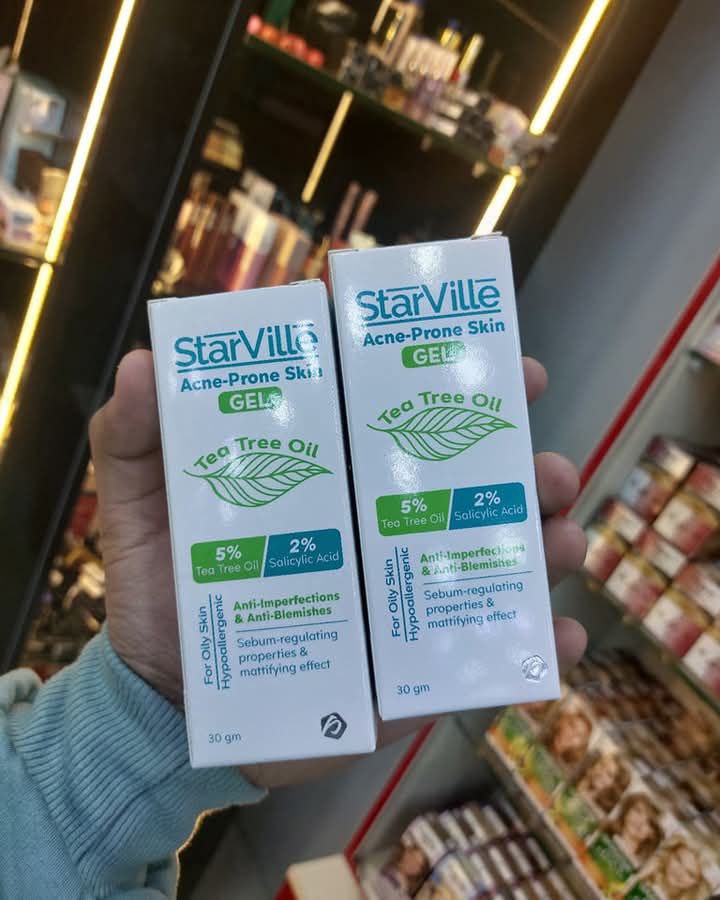 StarVille
Acne-Prone Skin
GEL
Tea Tree Oil
5%
Tea Tree Oil
2%
Salicylic Acid
For Oily Skin
Hypoallergenic
Anti-Imperfections
& Anti-Blemishes
Sebum-regulating
properties &
mattifying effect
30 gm
StarVille
Acne-Prone Skin
GEL
Tea Tree Oil
5%
Tea Tree Oil
2%
Salicylic Acid
For Oily Skin
Hypoallergenic
Anti-Imperfections
& Anti-Blemishes
Sebum-regulating
properties &
mattifying effect
30 gm